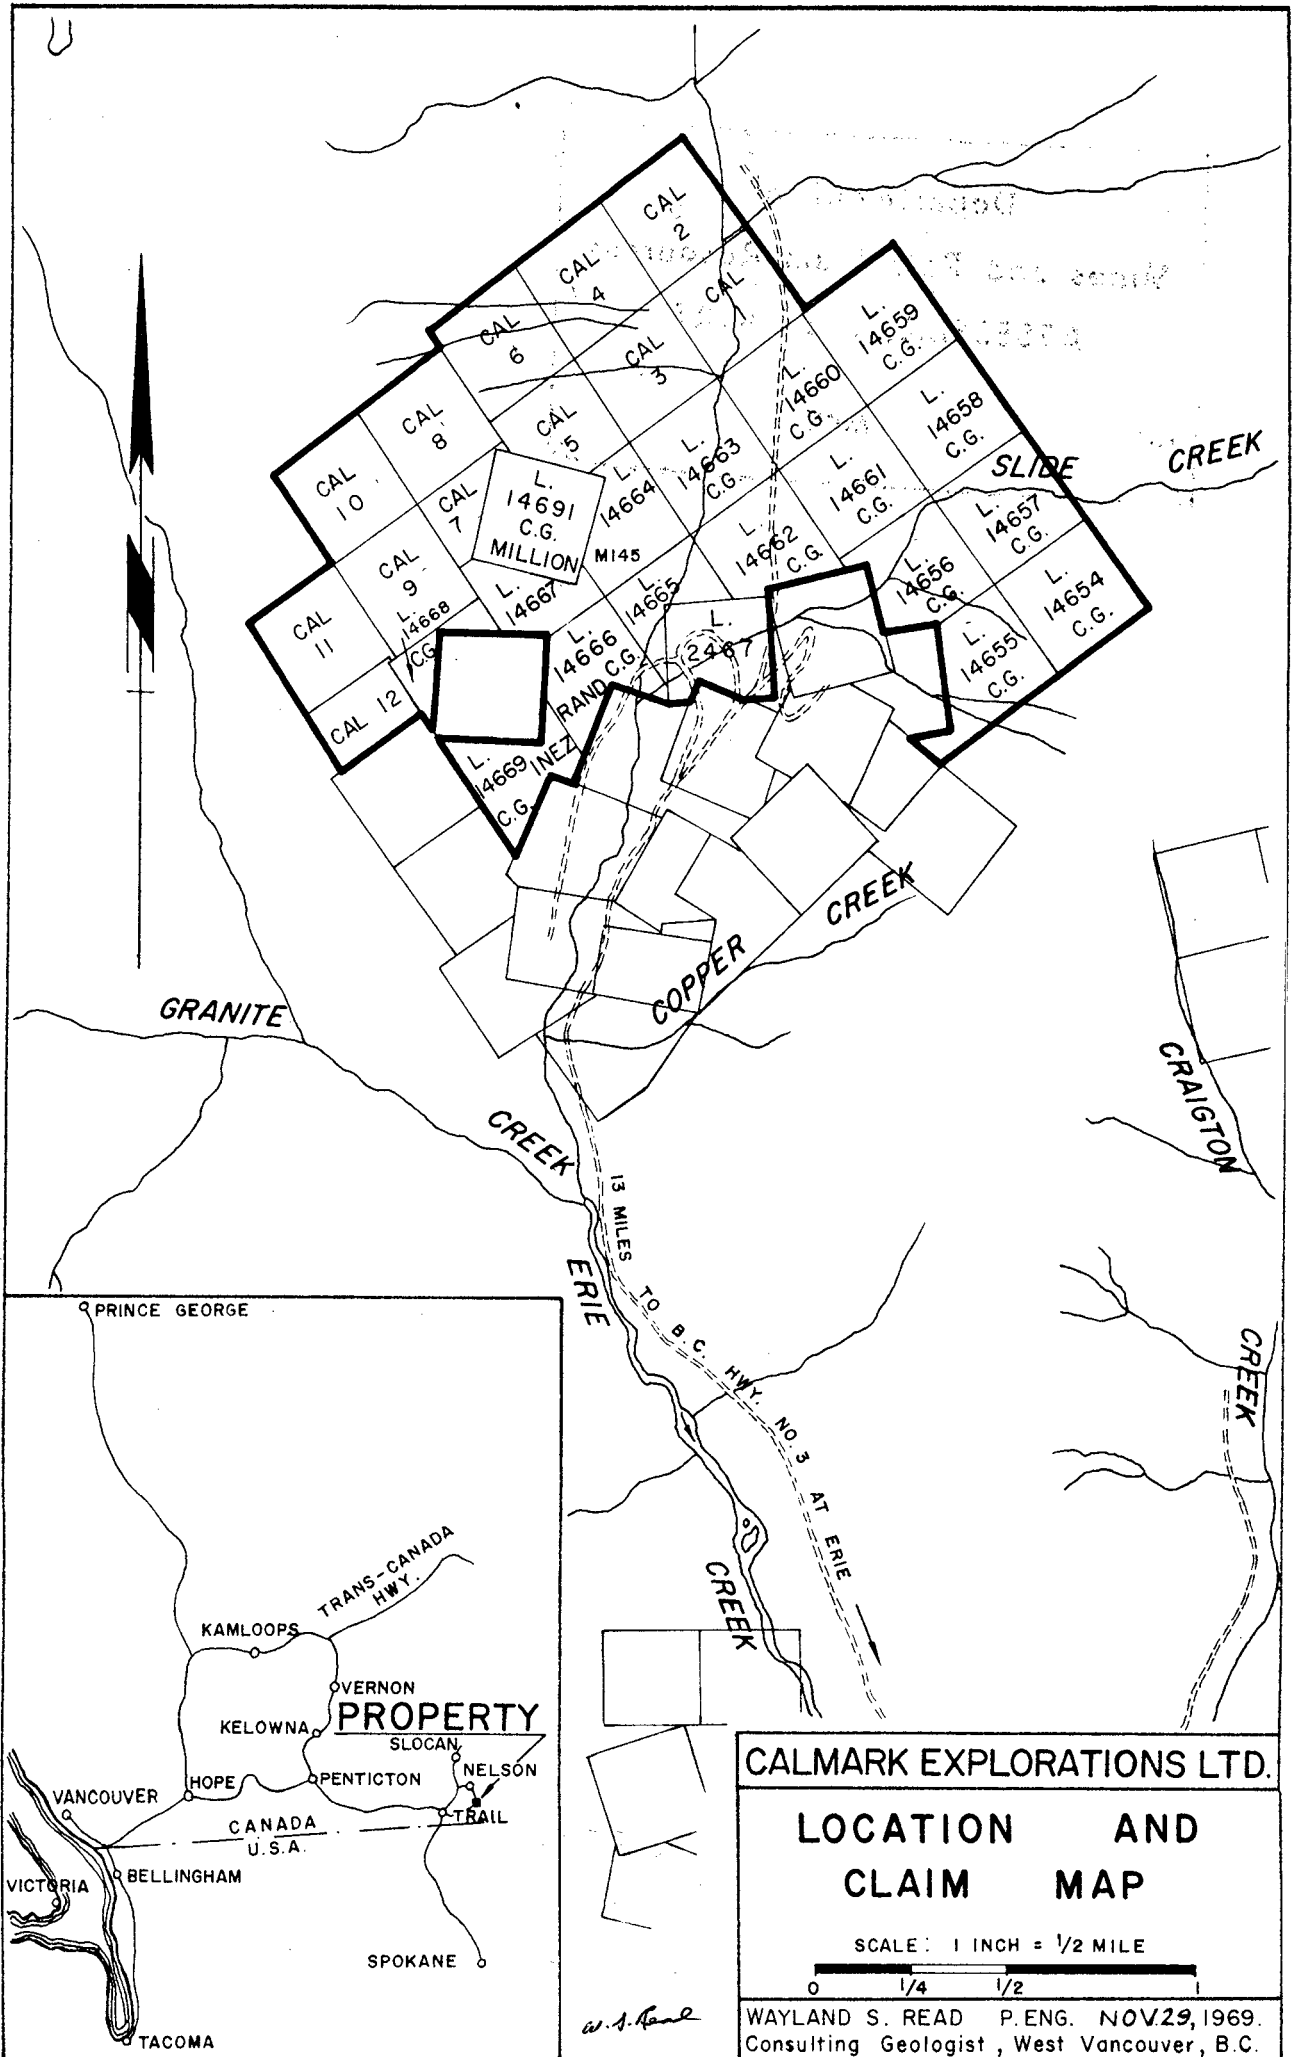 CAL
2
CAL
4
CAL
1
CAL
6
CAL
3
L.
14659
C.G.
L.
14660
C.G.
CAL
8
CAL
5
L.
14658
C.G.
L.
14663
C.G.
CAL
10
CAL
7
L.
14691
C.G.
MILLION
L.
14664
L.
14661
C.G.
SLIDE CREEK
L.
14657
C.G.
M145
L.
14662
C.G.
CAL
9
L.
14667
L.
14665
L.
14656
C.G.
L.
14654
C.G.
CAL
11
L.
14668
C.G.
L.
14666
C.G.
RAND
L.
2467
L.
14655
C.G.
CAL 12
L.
14669
C.G.
INEZ
COPPER CREEK
GRANITE
CREEK
CRAIGTON
CREEK
ERIE
CREEK
13 MILES TO B.C. HWY. NO. 3 AT ERIE
PRINCE GEORGE
TRANS-CANADA
HWY.
KAMLOOPS
VERNON
KELOWNA
PROPERTY
SLOCAN
NELSON
HOPE
PENTICTON
VANCOUVER
TRAIL
CANADA
U.S.A.
BELLINGHAM
VICTORIA
SPOKANE
TACOMA
W. S. Read
CALMARK EXPLORATIONS LTD.
LOCATION AND
CLAIM MAP
SCALE: 1 INCH = 1/2 MILE
0 1/4 1/2 1
WAYLAND S. READ P.ENG. NOV.29,1969.
Consulting Geologist, West Vancouver, B.C.